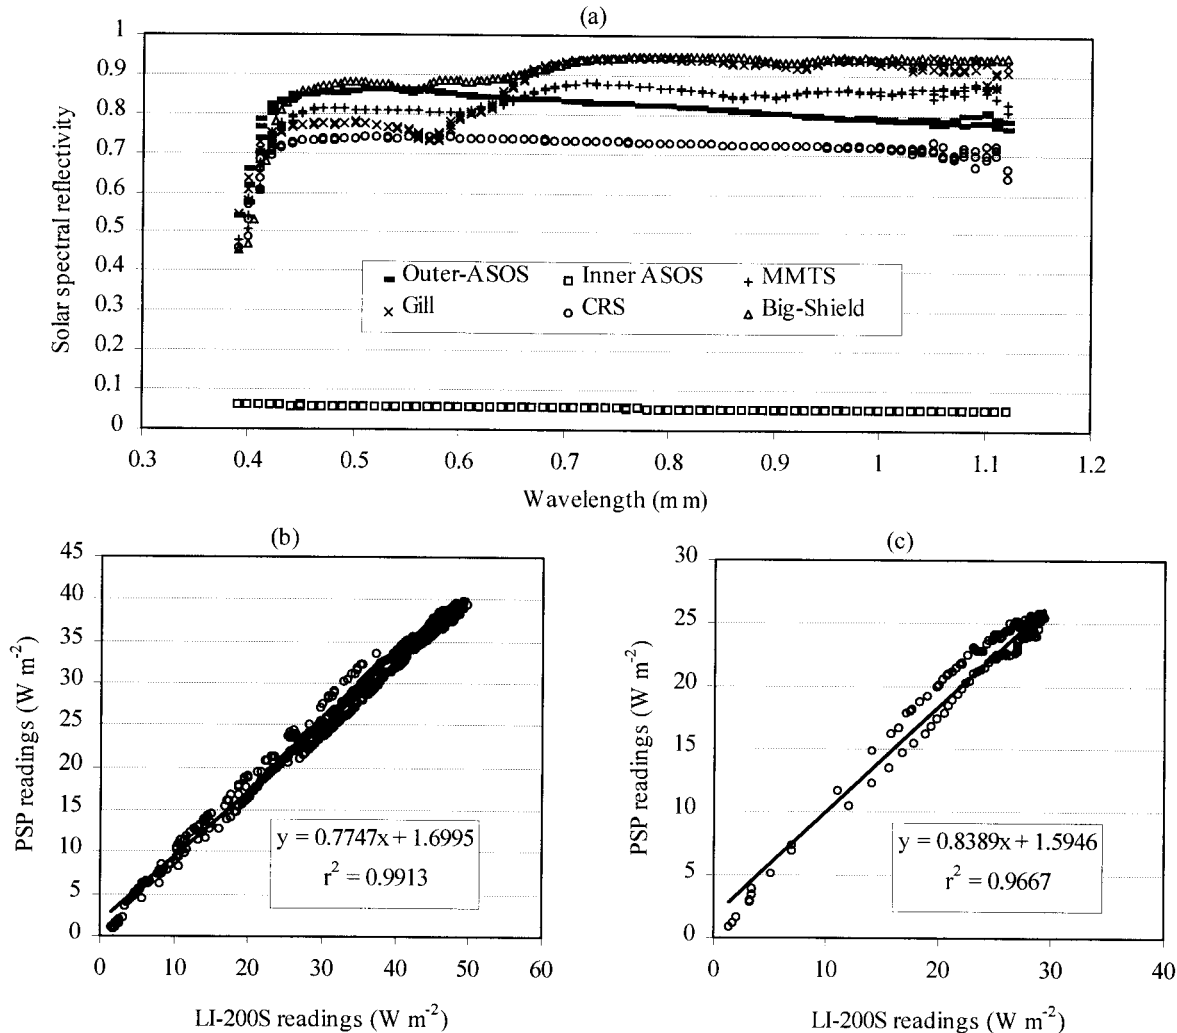 (a)
1
0.9
0.8
0.7
0.6
0.5
0.4
0.3
0.2
0.1
0
Solar spectral reflectivity
Outer-ASOS Inner ASOS MMTS
Gill CRS Big-Shield
0.3 0.4 0.5 0.6 0.7 0.8 0.9 1 1.1 1.2
Wavelength (mm)
(b)
45
40
35
30
25
20
15
10
5
0
PSP readings (W m⁻²)
y = 0.7747x + 1.6995
r² = 0.9913
0 10 20 30 40 50 60
LI-200S readings (W m⁻²)
(c)
30
25
20
15
10
5
0
PSP readings (W m⁻²)
y = 0.8389x + 1.5946
r² = 0.9667
0 10 20 30 40
LI-200S readings (W m⁻²)